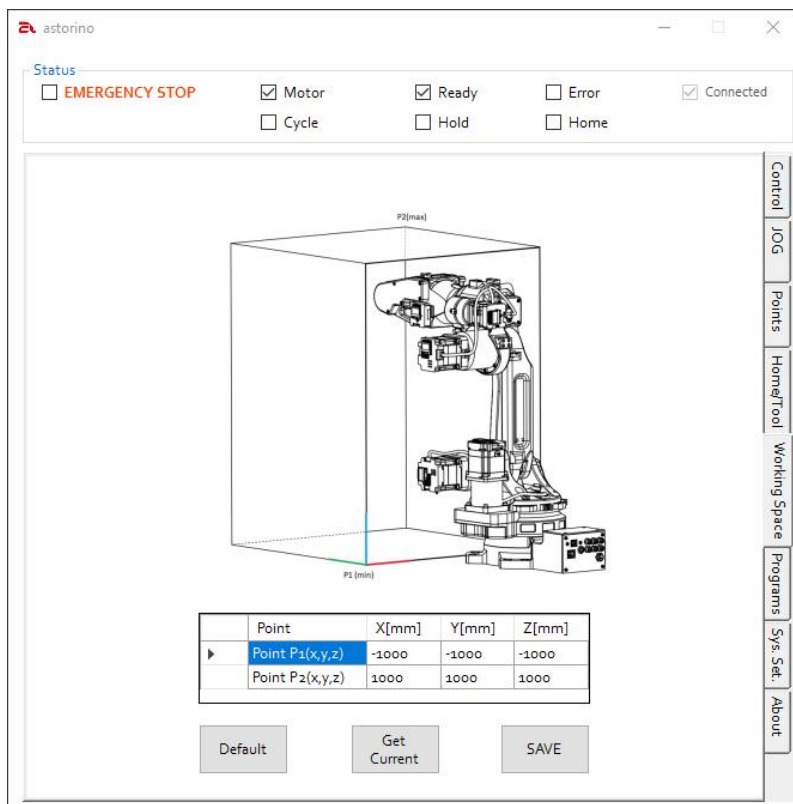 astorino
Status
EMERGENCY STOP
Motor
Ready
Error
Connected
Cycle
Hold
Home
P2(max)
P1 (min)
Control
JOG
Points
Home/Tool
Working Space
Programs
Sys. Set.
About
Point X[mm] Y[mm] Z[mm]
Point P1(x,y,z) -1000 -1000 -1000
Point P2(x,y,z) 1000 1000 1000
Default
Get
Current
SAVE